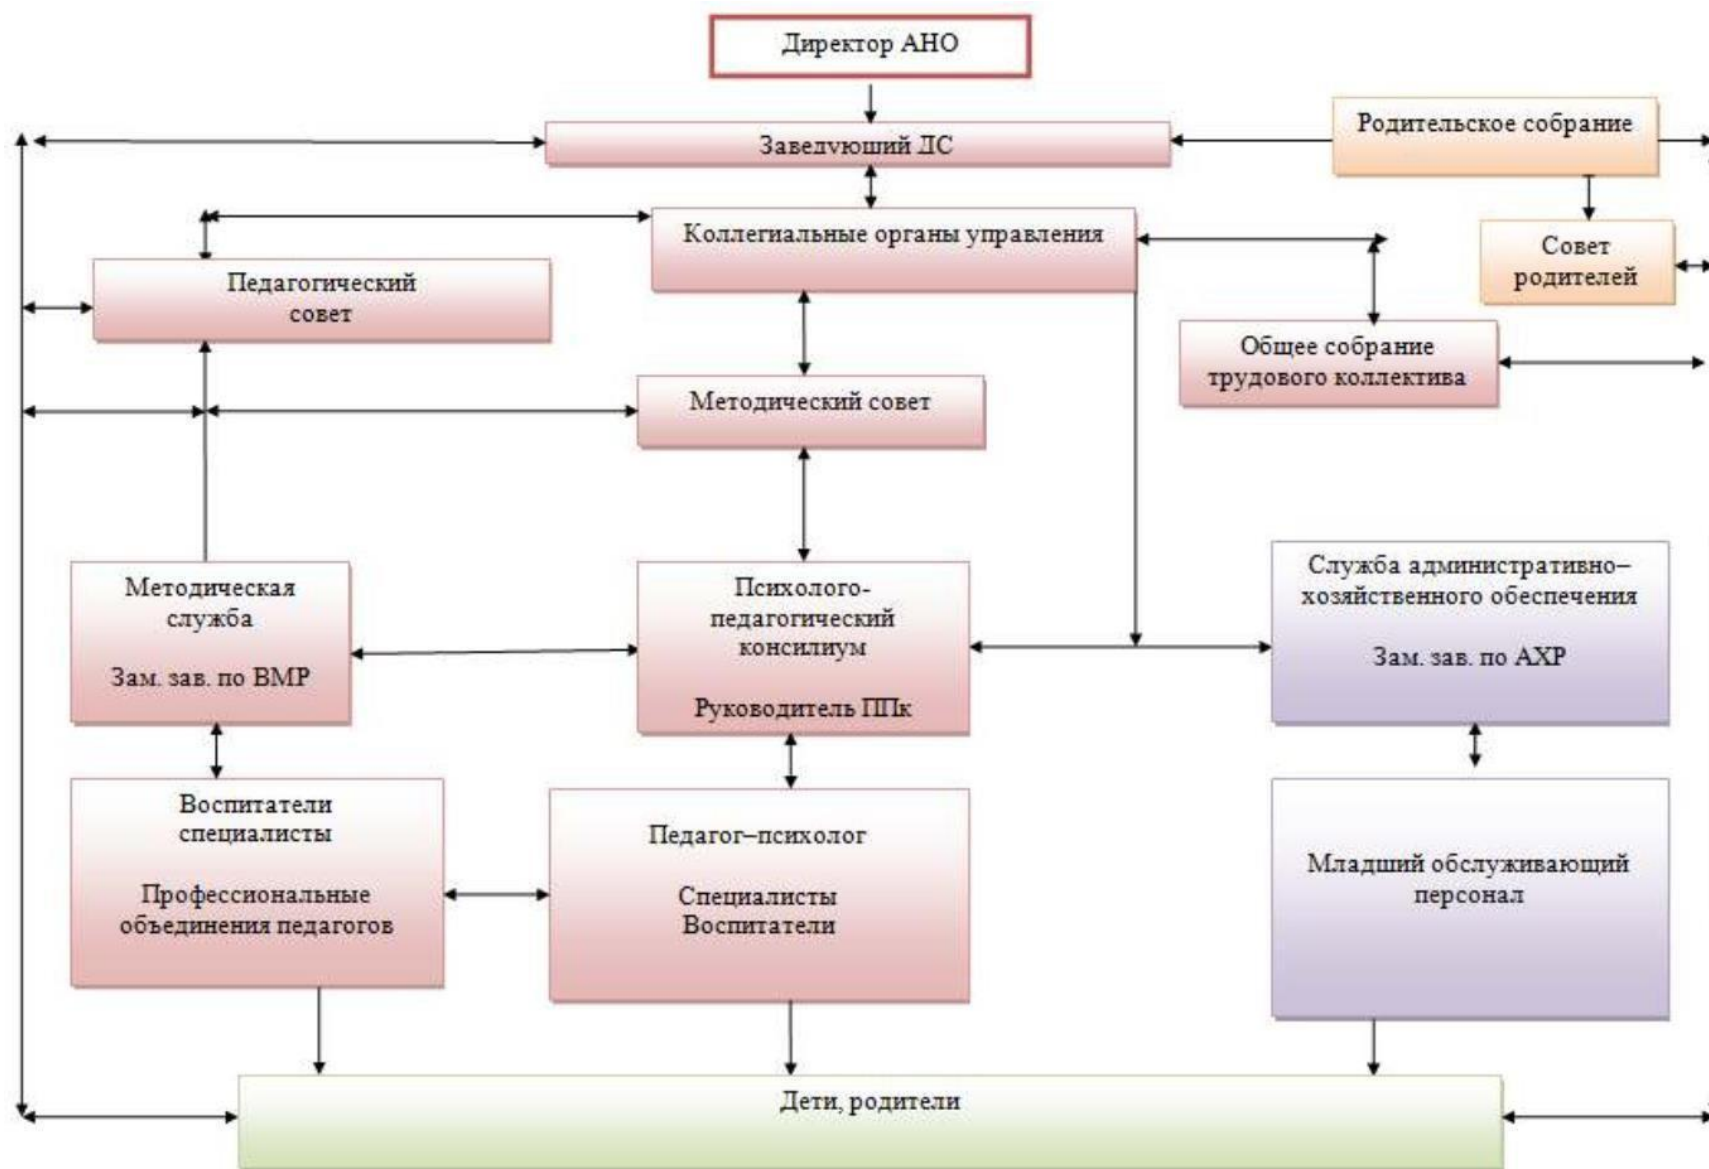 Директор АНО
Заведующий ДС
Родительское собрание
Коллегиальные органы управления
Совет
родителей
Педагогический
совет
Общее собрание
трудового коллектива
Методический совет
Методическая
служба
Зам. зав. по ВМР
Психолого-
педагогический
консилиум
Руководитель ППк
Служба административно–
хозяйственного обеспечения
Зам. зав. по АХР
Воспитатели
специалисты
Профессиональные
объединения педагогов
Педагог–психолог
Специалисты
Воспитатели
Младший обслуживающий
персонал
Дети, родители